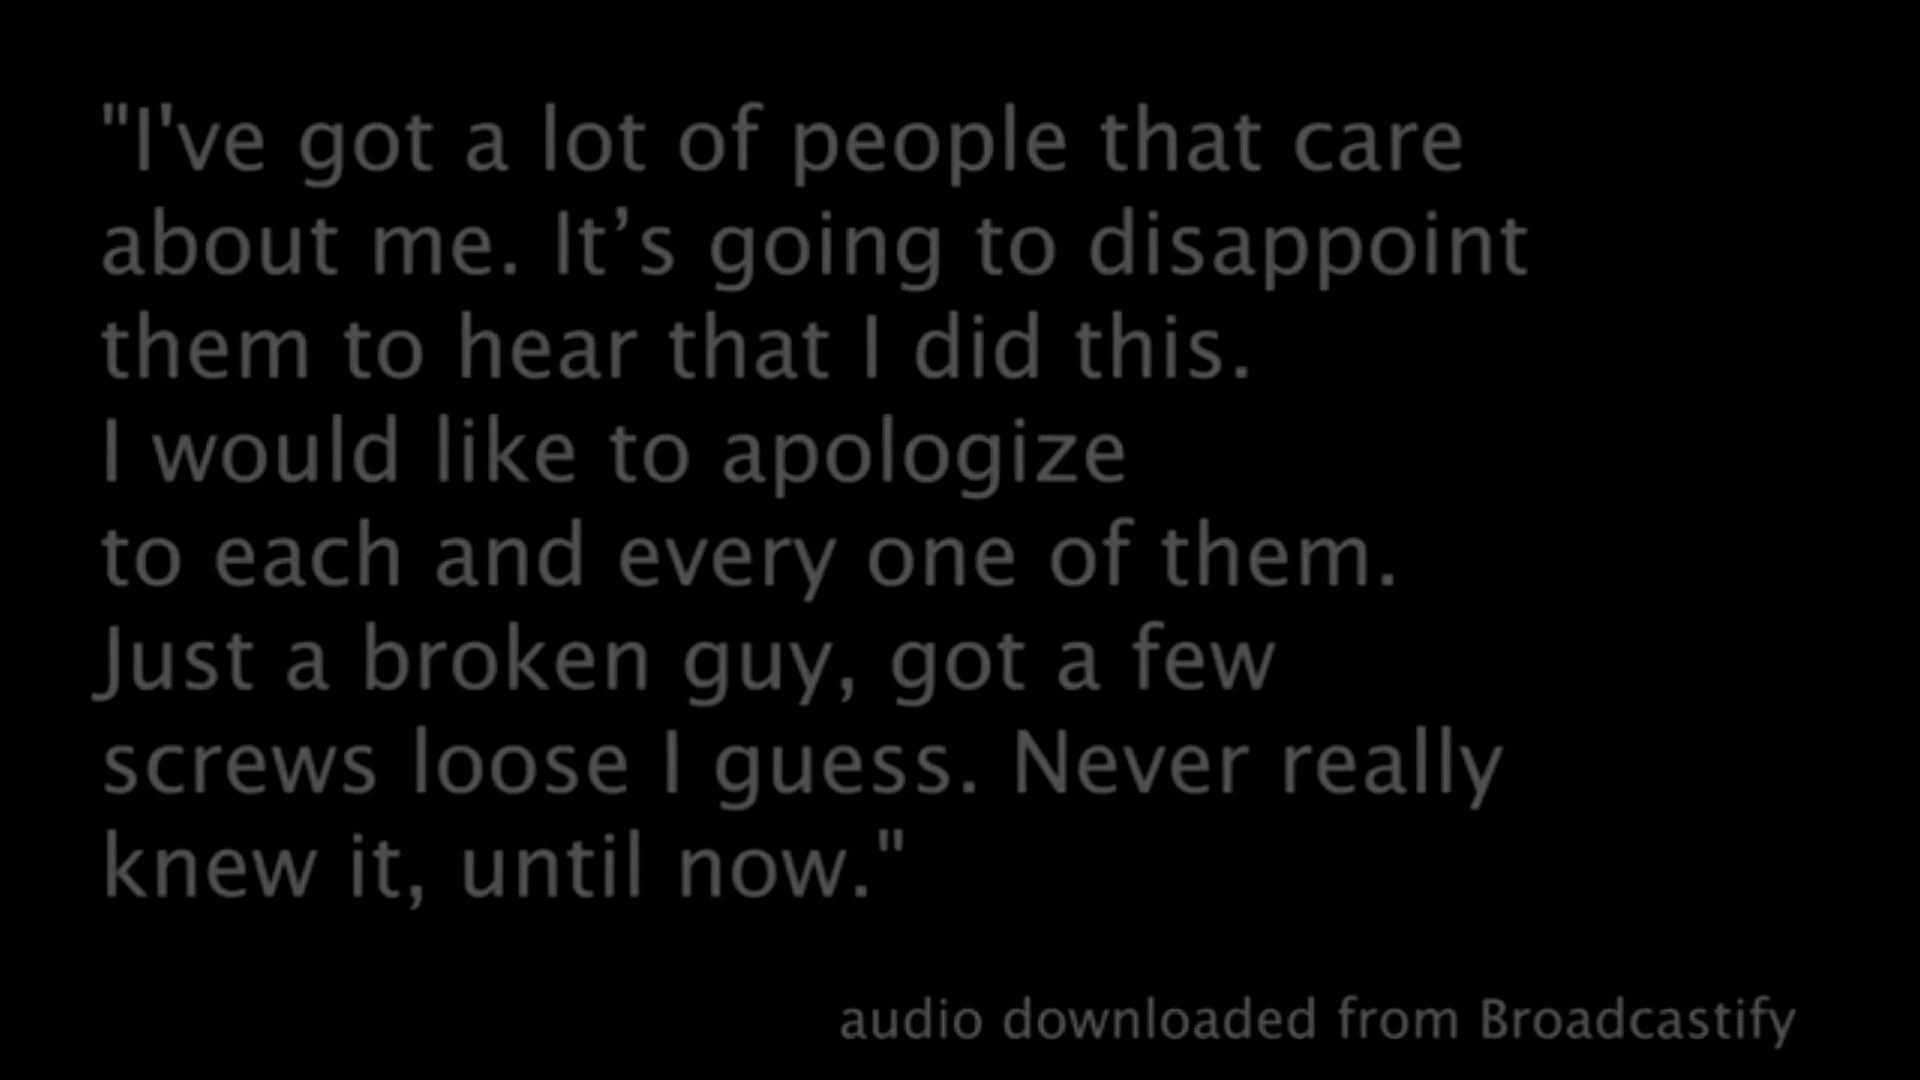 "I've got a lot of people that care
about me. It’s going to disappoint
them to hear that I did this.
I would like to apologize
to each and every one of them.
Just a broken guy, got a few
screws loose I guess. Never really
knew it, until now."
audio downloaded from Broadcastify